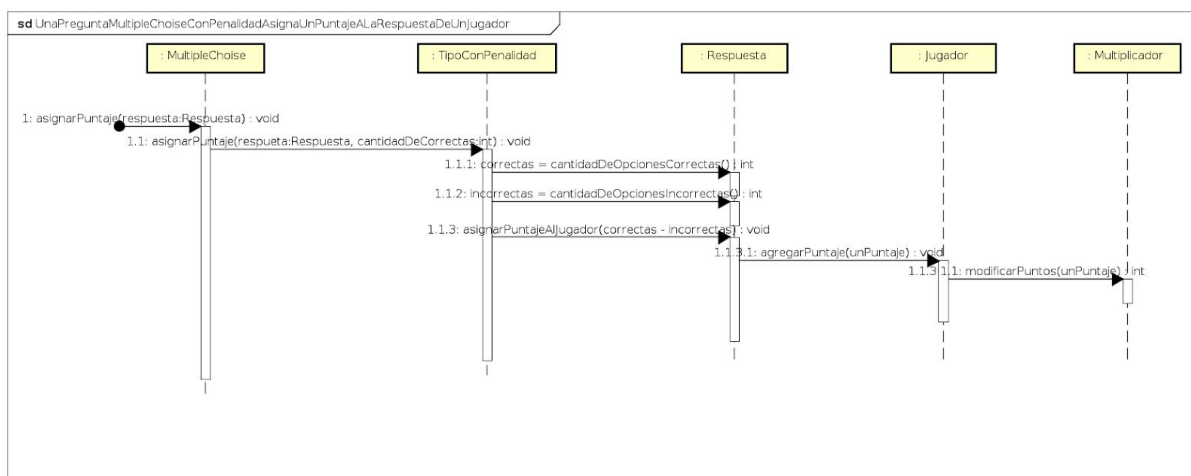 sd UnaPreguntaMultipleChoiseConPenalidadAsignaUnPuntajeALaRespuestaDeUnJugador
: MultipleChoise
: TipoConPenalidad
: Respuesta
: Jugador
: Multiplicador
1: asignarPuntaje(respuesta:Respuesta) : void
1.1: asignarPuntaje(respueta:Respuesta, cantidadDeCorrectas:int) : void
1.1.1: correctas = cantidadDeOpcionesCorrectas() : int
1.1.2: incorrectas = cantidadDeOpcionesIncorrectas() : int
1.1.3: asignarPuntajeAlJugador(correctas - incorrectas) : void
1.1.3.1: agregarPuntaje(unPuntaje) : void
1.1.3.1.1: modificarPuntos(unPuntaje) : int